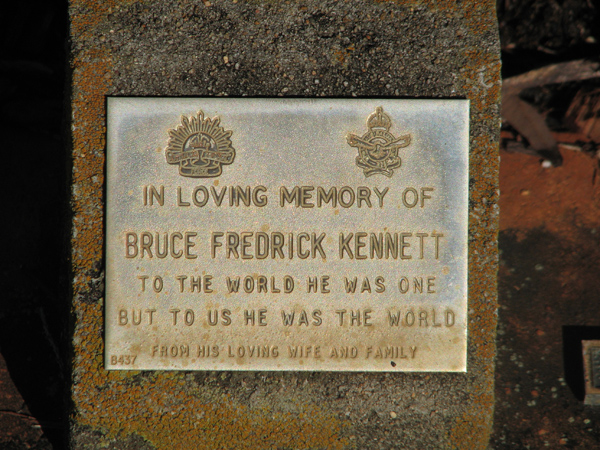 IN LOVING MEMORY OF
BRUCE FREDRICK KENNETT
TO THE WORLD HE WAS ONE
BUT TO US HE WAS THE WORLD
FROM HIS LOVING WIFE AND FAMILY
B437